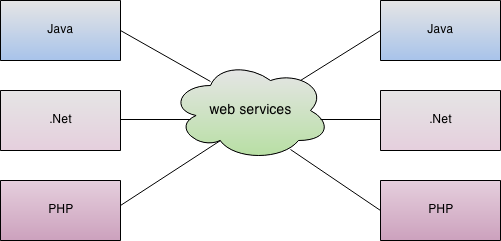 Java
Java
web services
.Net
.Net
PHP
PHP